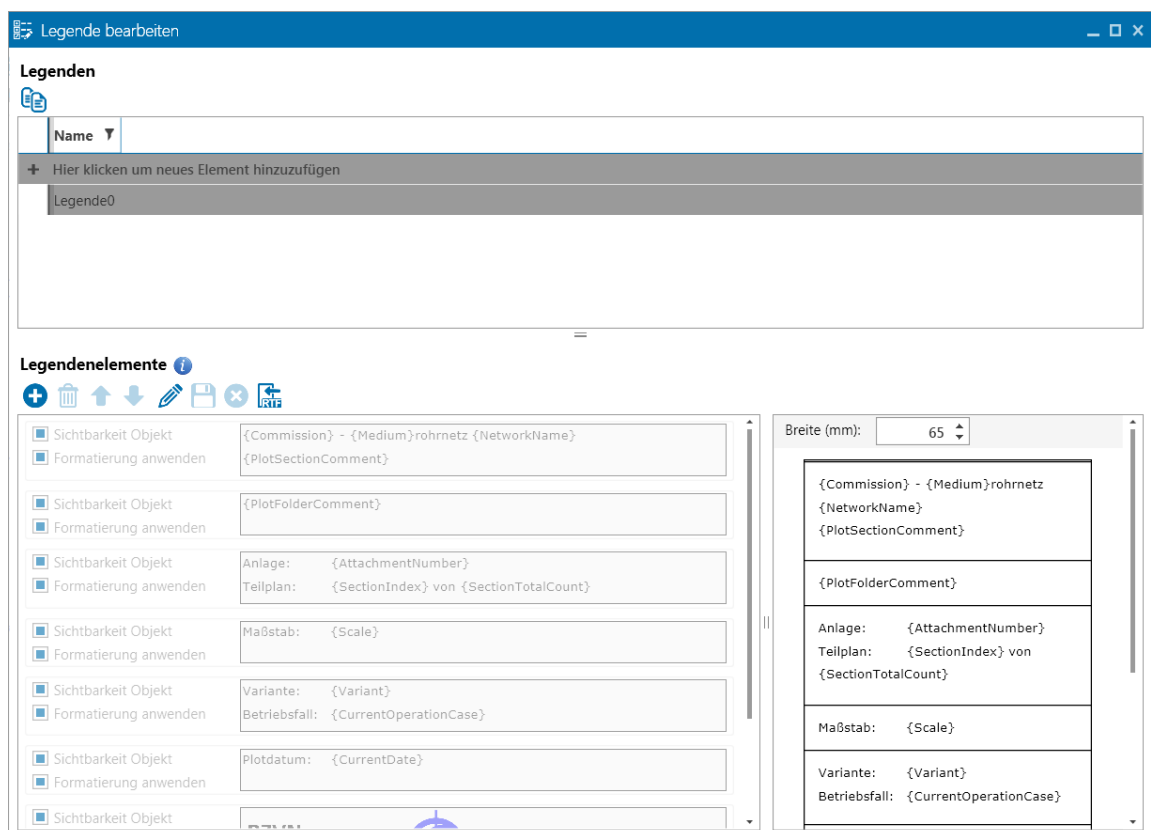 Legende bearbeiten
Legenden
Name
Hier klicken um neues Element hinzuzufügen
Legende0
Legendenelemente
RTF
Sichtbarkeit Objekt
Formatierung anwenden
{Commission} - {Medium}rohrnetz {NetworkName}
{PlotSectionComment}
Sichtbarkeit Objekt
Formatierung anwenden
{PlotFolderComment}
Sichtbarkeit Objekt
Formatierung anwenden
Anlage: {AttachmentNumber}
Teilplan: {SectionIndex} von {SectionTotalCount}
Sichtbarkeit Objekt
Formatierung anwenden
Maßstab: {Scale}
Sichtbarkeit Objekt
Formatierung anwenden
Variante: {Variant}
Betriebsfall: {CurrentOperationCase}
Sichtbarkeit Objekt
Formatierung anwenden
Plotdatum: {CurrentDate}
Sichtbarkeit Objekt
Breite (mm): 65
{Commission} - {Medium}rohrnetz
{NetworkName}
{PlotSectionComment}
{PlotFolderComment}
Anlage: {AttachmentNumber}
Teilplan: {SectionIndex} von
{SectionTotalCount}
Maßstab: {Scale}
Variante: {Variant}
Betriebsfall: {CurrentOperationCase}